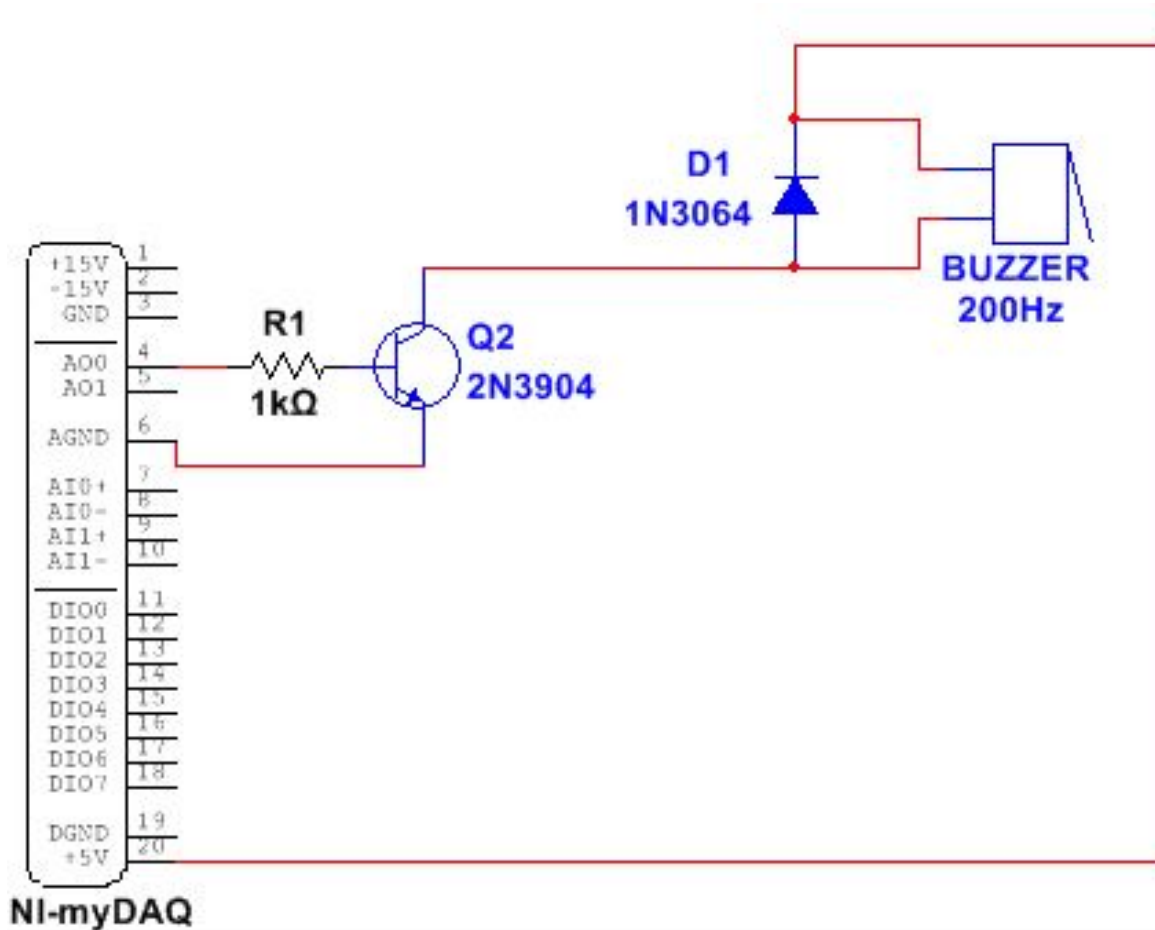 D1
1N3064
BUZZER
200Hz
R1
1kΩ
Q2
2N3904
+15V 1
-15V 2
GND 3
AO0 4
AO1 5
AGND 6
AI0+ 7
AI0- 8
AI1+ 9
AI1- 10
DIO0 11
DIO1 12
DIO2 13
DIO3 14
DIO4 15
DIO5 16
DIO6 17
DIO7 18
DGND 19
+5V 20
NI-myDAQ